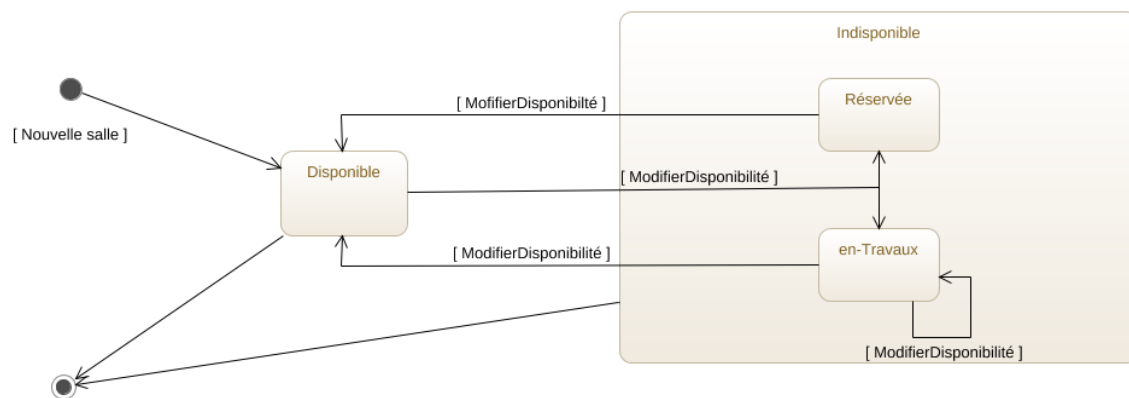 Indisponible
Réservée
[ MofifierDisponibilté ]
[ Nouvelle salle ]
Disponible
[ ModifierDisponibilité ]
en-Travaux
[ ModifierDisponibilité ]
[ ModifierDisponibilité ]